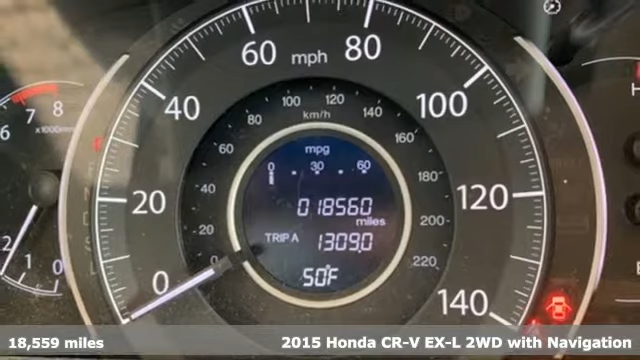 60 mph 80
100 120
80 140
km/h
40 100
7 8
6 x1000r
60 160
mpg
0 30 60
40 180
018560
miles
20 120
20 200
TRIP A 1309.0
50°F
0 220
2 1 0
0 140
18,559 miles 2015 Honda CR-V EX-L 2WD with Navigation